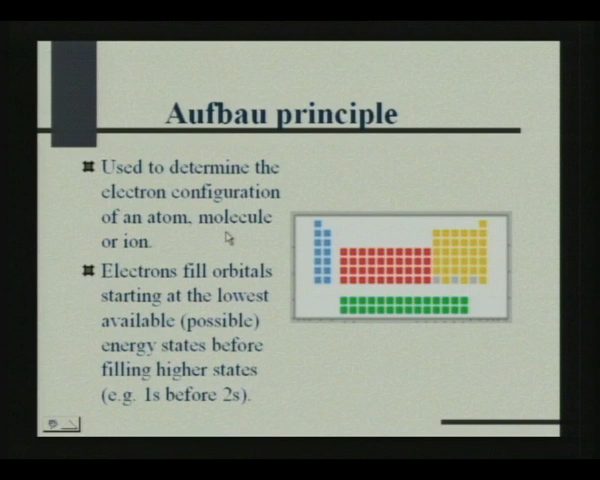 Aufbau principle
Used to determine the
electron configuration
of an atom, molecule
or ion.
Electrons fill orbitals
starting at the lowest
available (possible)
energy states before
filling higher states
(e.g. 1s before 2s).